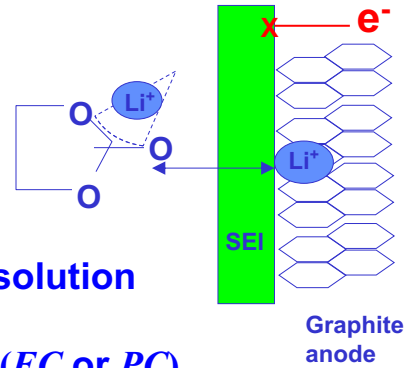 X e-
Li+
O
O
Li+
O
SEI
solution
Graphite
anode
(EC or PC)